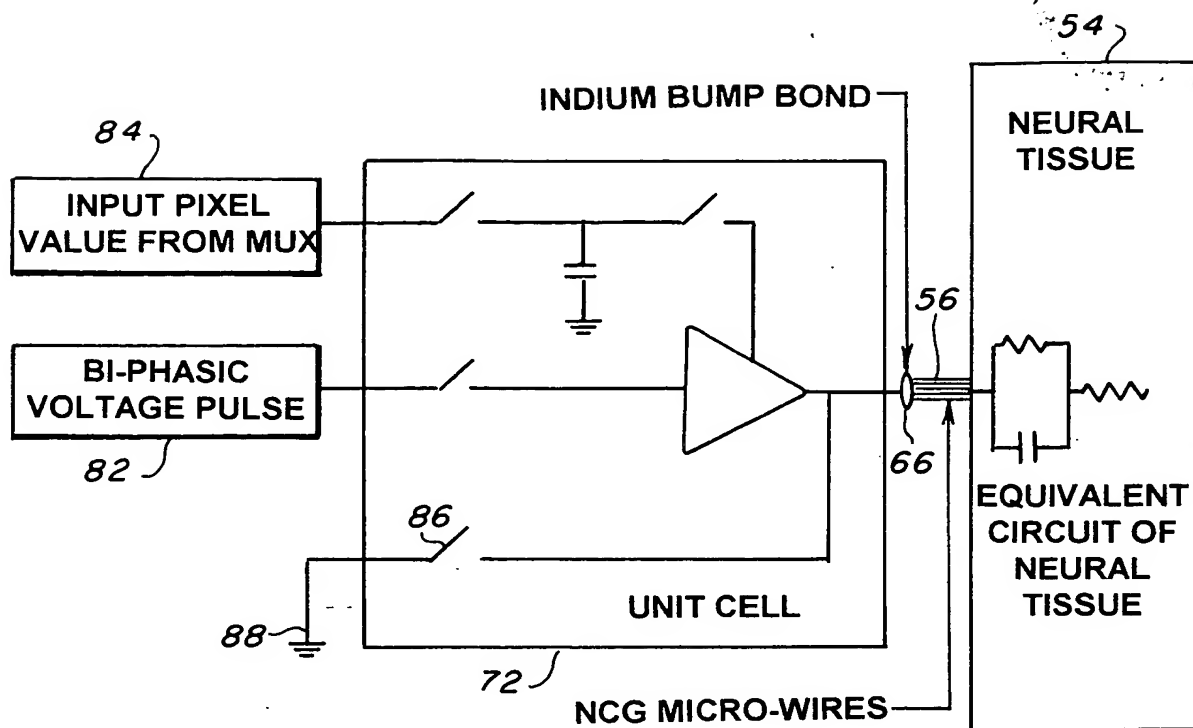 54
INDIUM BUMP BOND
NEURAL
TISSUE
84
INPUT PIXEL
VALUE FROM MUX
56
BI-PHASIC
VOLTAGE PULSE
82
66
EQUIVALENT
CIRCUIT OF
NEURAL
TISSUE
86
UNIT CELL
88
72
NCG MICRO-WIRES